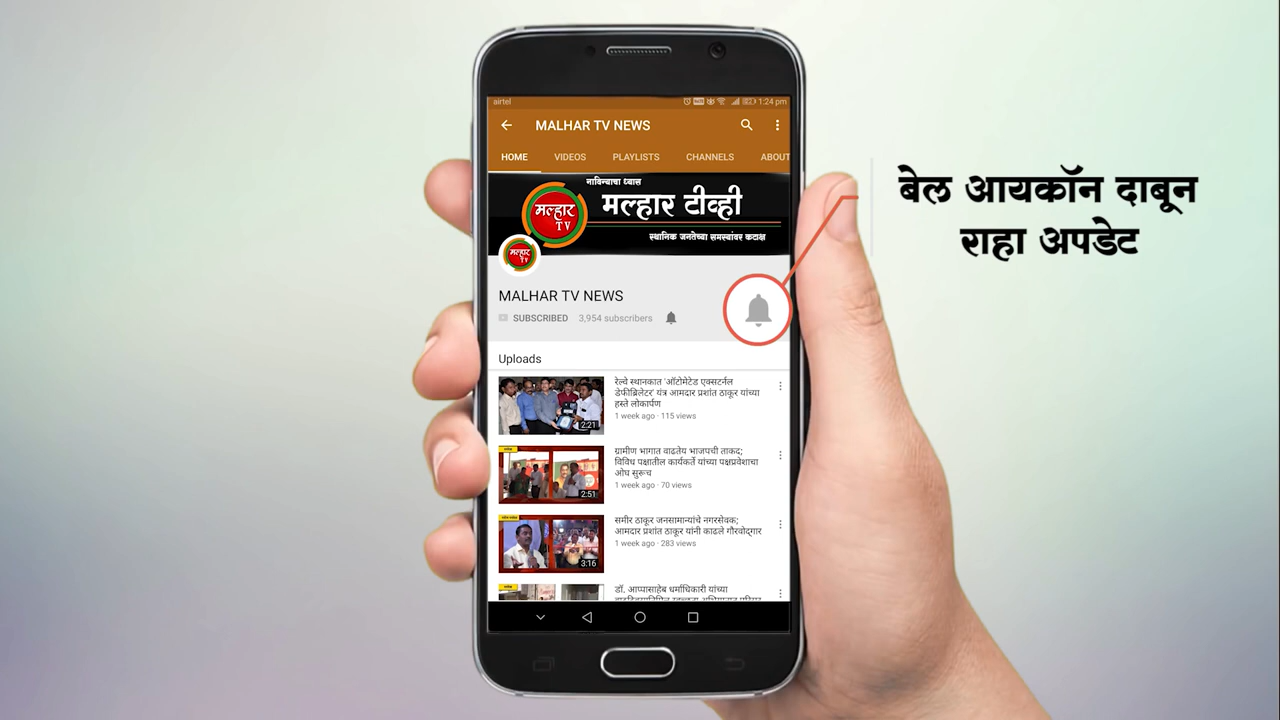 airtel 1:24 pm
MALHAR TV NEWS
HOME VIDEOS PLAYLISTS CHANNELS ABOUT
नाविन्याचा ध्यास
मल्हार टीव्ही
मल्हार
TV
स्थानिक जनतेच्या समस्यांवर कटाक्ष
मल्हार
TV
बेल आयकॉन दाबून
राहा अपडेट
MALHAR TV NEWS
SUBSCRIBED 3,954 subscribers
Uploads
रेल्वे स्थानकात 'ऑटोमेटेड एक्सटर्नल
डेफीब्रिलेटर' यंत्र आमदार प्रशांत ठाकूर यांच्या
हस्ते लोकार्पण
1 week ago · 115 views
2:21
ग्रामीण भागात वाढतेय भाजपची ताकद;
विविध पक्षातील कार्यकर्ते यांच्या पक्षप्रवेशाचा
ओघ सुरूच
1 week ago · 70 views
2:51
समीर ठाकूर जनसामान्यांचे नगरसेवक;
आमदार प्रशांत ठाकूर यांनी काढले गौरवोद्गार
1 week ago · 283 views
3:16
डॉ. आप्पासाहेब धर्माधिकारी यांच्या